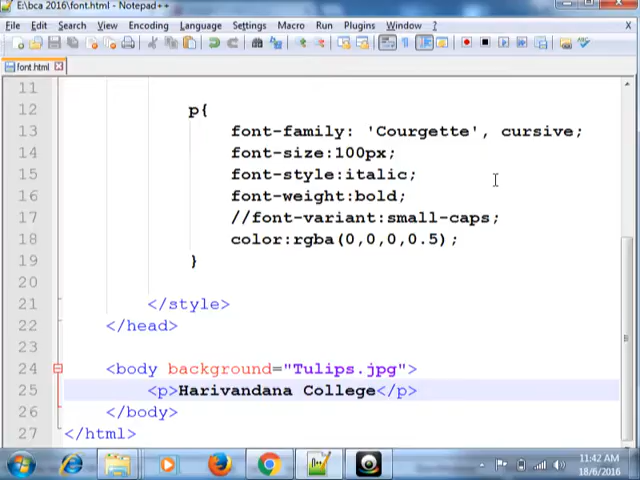 E:\bca 2016\font.html - Notepad++
File Edit Search View Encoding Language Settings Macro Run Plugins Window ? X
font.html
11
12 p{
13 font-family: 'Courgette', cursive;
14 font-size:100px;
15 font-style:italic;
16 font-weight:bold;
17 //font-variant:small-caps;
18 color:rgba(0,0,0,0.5);
19 }
20
21 </style>
22 </head>
23
24 <body background="Tulips.jpg">
25 <p>Harivandana College</p>
26 </body>
27 </html>
11:42 AM
18/6/2016